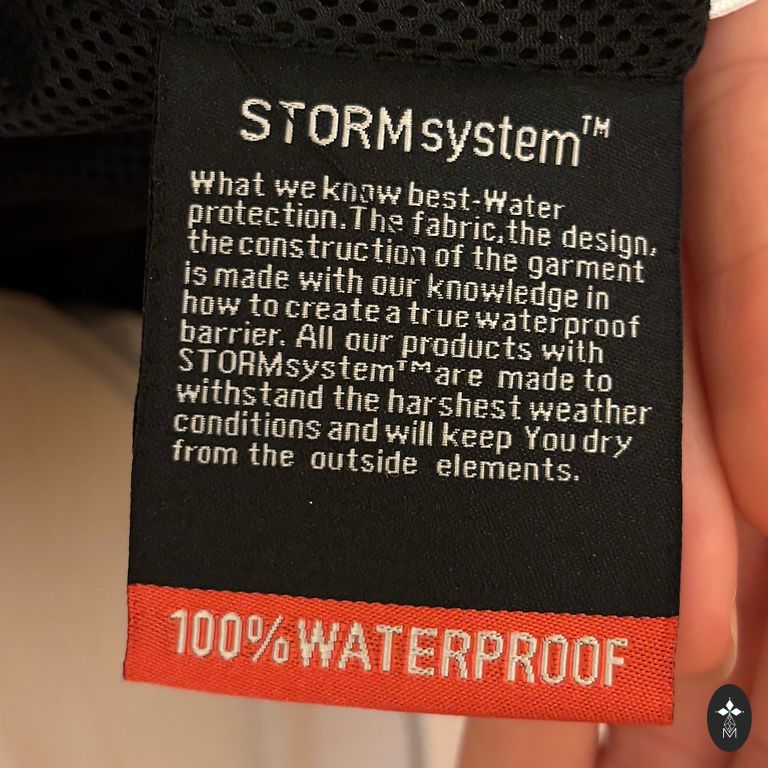 STORMsystem™
What we know best-Water
protection.The fabric,the design,
the construction of the garment
is made with our knowledge in
how to create a true waterproof
barrier. All our products with
STORMsystem™are made to
withstand the harshest weather
conditions and will keep You dry
from the outside elements.
100% WATERPROOF
M